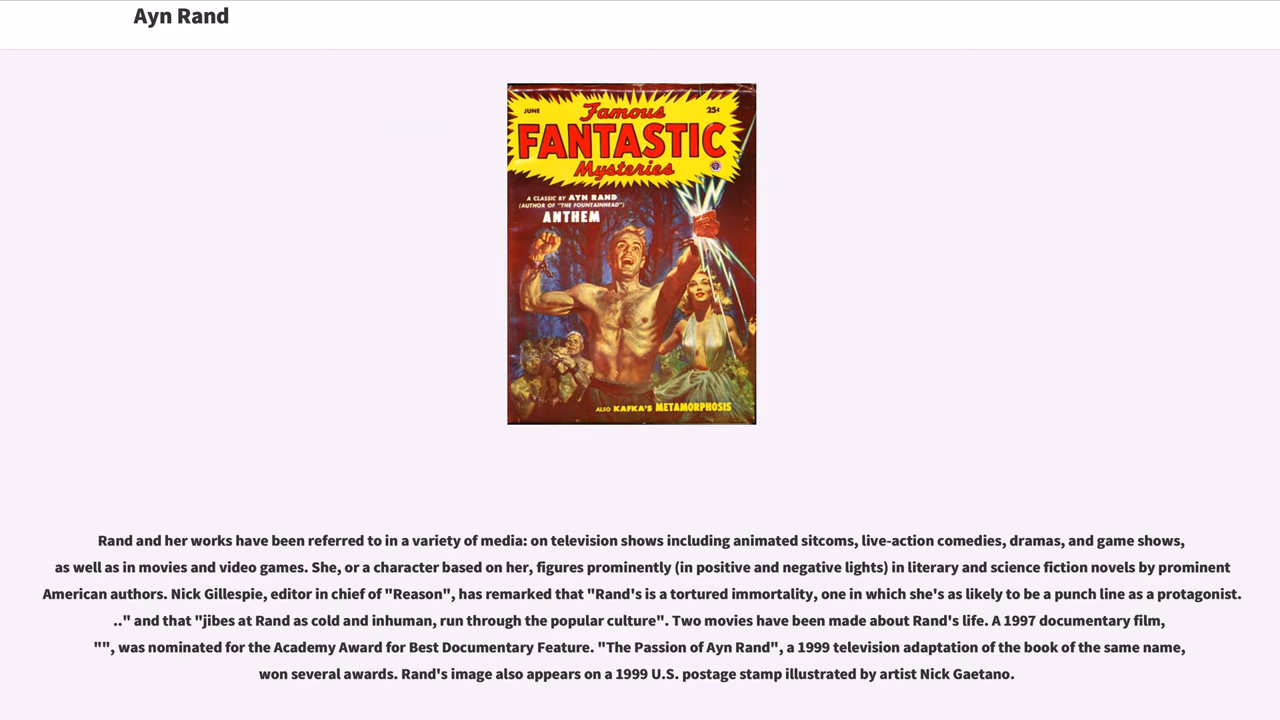 Ayn Rand
JUNE
25¢
Famous
FANTASTIC
Mysteries
A CLASSIC BY AYN RAND
(AUTHOR OF "THE FOUNTAINHEAD")
ANTHEM
ALSO KAFKA'S METAMORPHOSIS
Rand and her works have been referred to in a variety of media: on television shows including animated sitcoms, live-action comedies, dramas, and game shows,
as well as in movies and video games. She, or a character based on her, figures prominently (in positive and negative lights) in literary and science fiction novels by prominent
American authors. Nick Gillespie, editor in chief of "Reason", has remarked that "Rand's is a tortured immortality, one in which she's as likely to be a punch line as a protagonist.
.." and that "jibes at Rand as cold and inhuman, run through the popular culture". Two movies have been made about Rand's life. A 1997 documentary film,
"", was nominated for the Academy Award for Best Documentary Feature. "The Passion of Ayn Rand", a 1999 television adaptation of the book of the same name,
won several awards. Rand's image also appears on a 1999 U.S. postage stamp illustrated by artist Nick Gaetano.